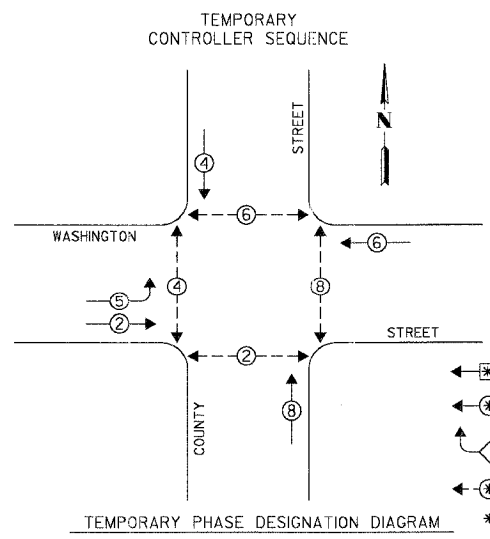 TEMPORARY
CONTROLLER SEQUENCE
STREET
N
4
6
WASHINGTON
6
5
4
8
2
STREET
2
8
COUNTY
*
*
*
*
TEMPORARY PHASE DESIGNATION DIAGRAM